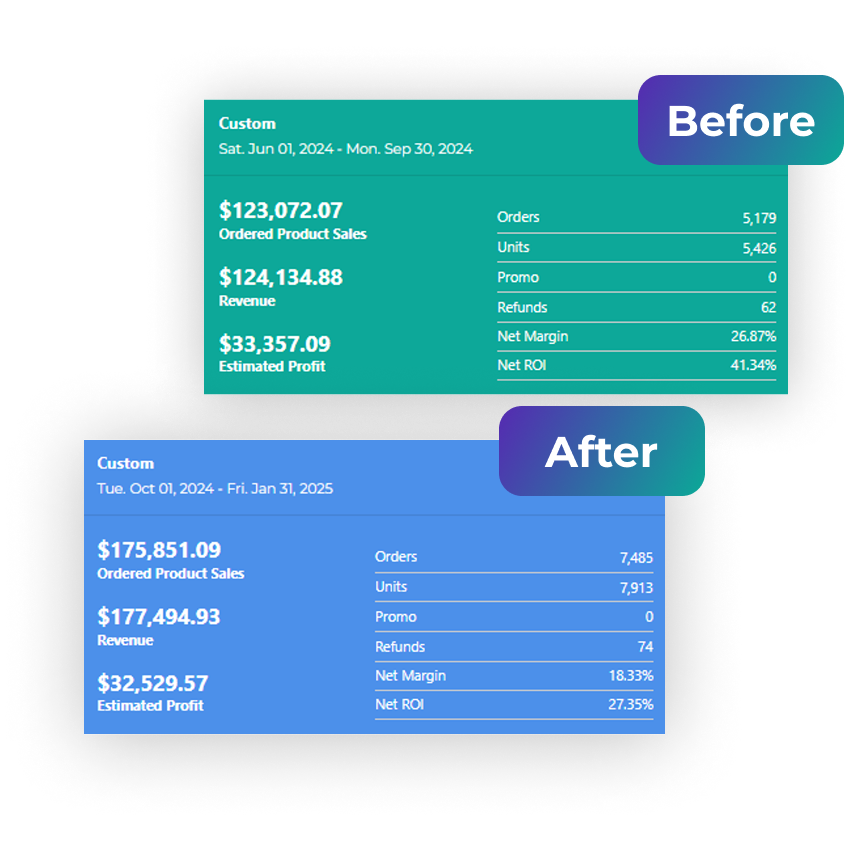 Before
Custom
Sat. Jun 01, 2024 - Mon. Sep 30, 2024
$123,072.07
Ordered Product Sales
$124,134.88
Revenue
$33,357.09
Estimated Profit
Orders 5,179
Units 5,426
Promo 0
Refunds 62
Net Margin 26.87%
Net ROI 41.34%
After
Custom
Tue. Oct 01, 2024 - Fri. Jan 31, 2025
$175,851.09
Ordered Product Sales
$177,494.93
Revenue
$32,529.57
Estimated Profit
Orders 7,485
Units 7,913
Promo 0
Refunds 74
Net Margin 18.33%
Net ROI 27.35%